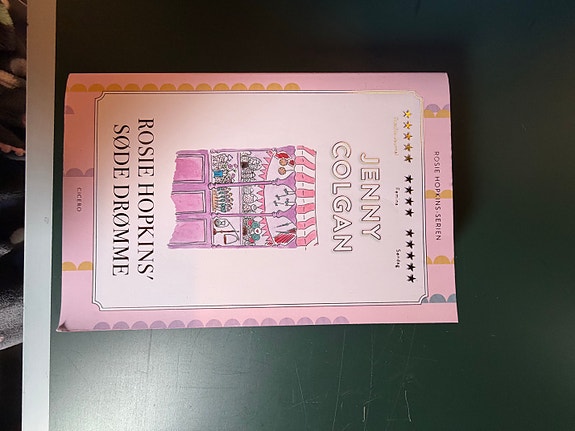 ROSIE HOPKINS-SERIEN
★★★★★ ★★★★ ★★★★★
Femina
Søndag
JENNY
COLGAN
ROSIE HOPKINS'
SØDE DRØMME
CICERO